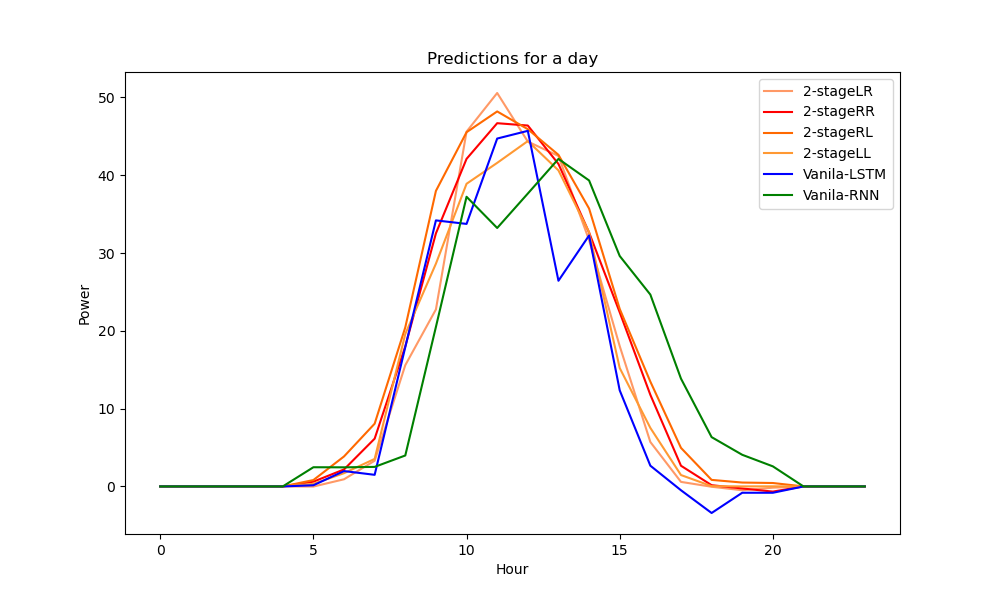 Predictions for a day
2-stageLR
2-stageRR
2-stageRL
2-stageLL
Vanila-LSTM
Vanila-RNN
Power
50
40
30
20
10
0
0 5 10 15 20
Hour